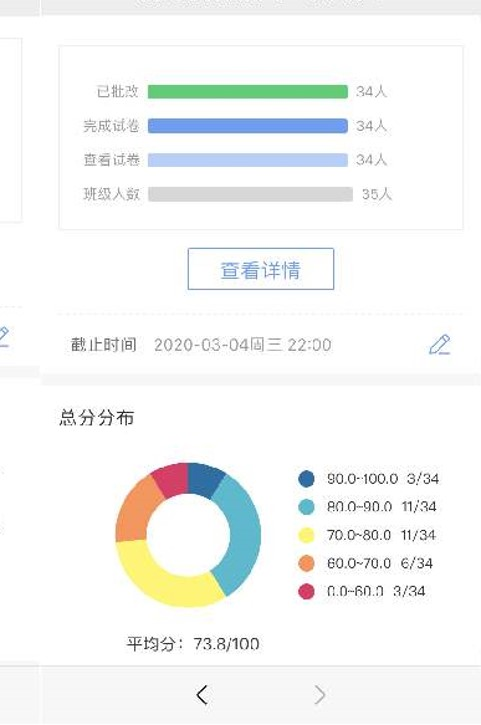 已批改 34人
完成试卷 34人
查看试卷 34人
班级人数 35人
查看详情
截止时间 2020-03-04周三 22:00
总分分布
90.0~100.0 3/34
80.0~90.0 11/34
70.0~80.0 11/34
60.0~70.0 6/34
0.0~60.0 3/34
平均分：73.8/100